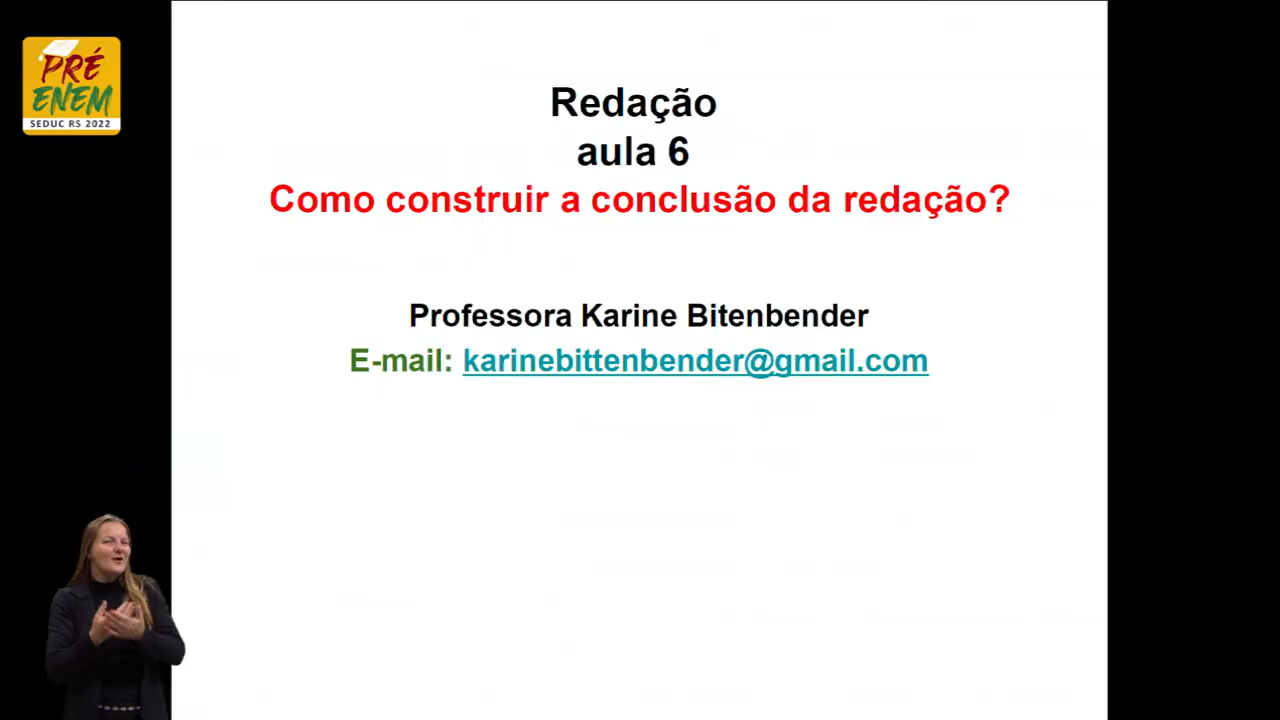 PRÉ
ENEM
SEDUC RS 2022
Redação
aula 6
Como construir a conclusão da redação?
Professora Karine Bitenbender
E-mail: karinebittenbender@gmail.com